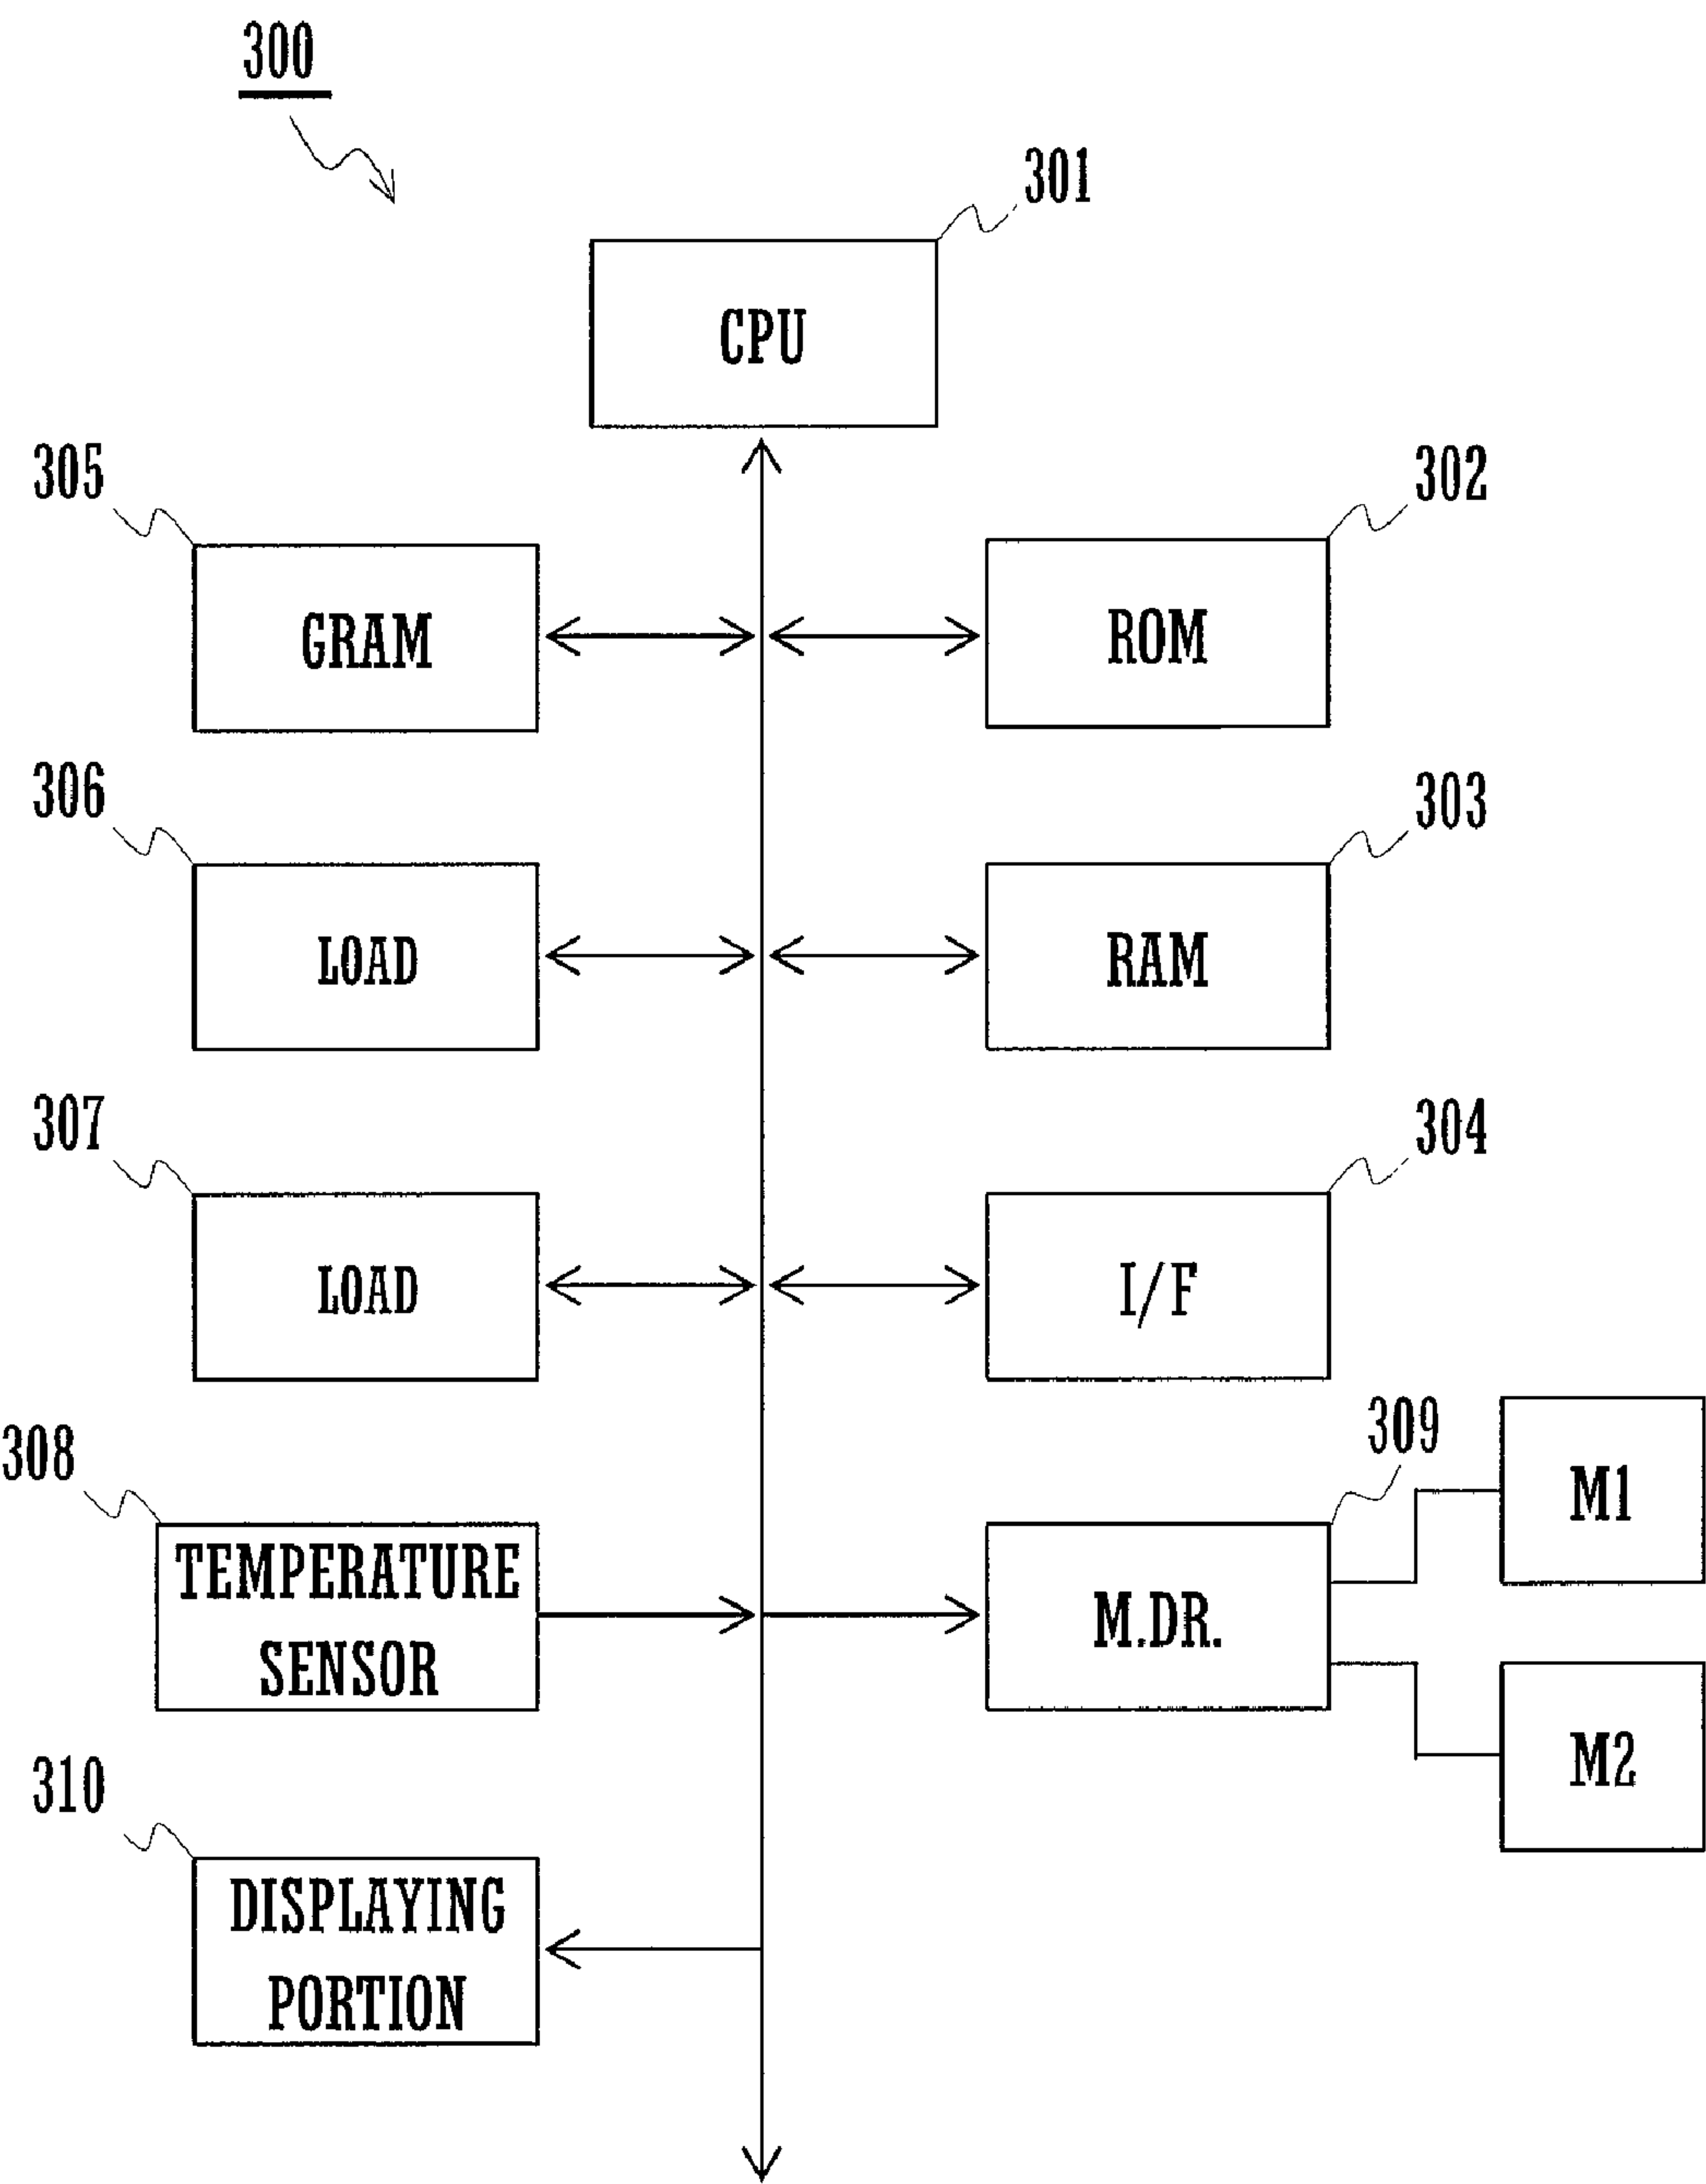 300
301
CPU
305
302
GRAM
ROM
306
303
LOAD
RAM
307
304
LOAD
I/F
308
309
TEMPERATURE
SENSOR
M.DR.
M1
M2
310
DISPLAYING
PORTION